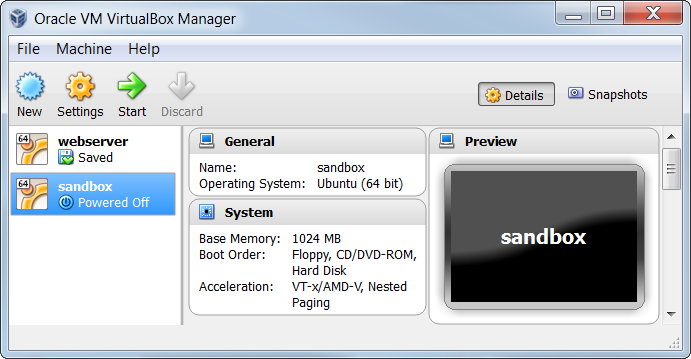 Oracle VM VirtualBox Manager
File Machine Help
New Settings Start Discard
Details Snapshots
64 webserver
Saved
64 sandbox
Powered Off
General
Name: sandbox
Operating System: Ubuntu (64 bit)
System
Base Memory: 1024 MB
Boot Order: Floppy, CD/DVD-ROM,
Hard Disk
Acceleration: VT-x/AMD-V, Nested
Paging
Preview
sandbox